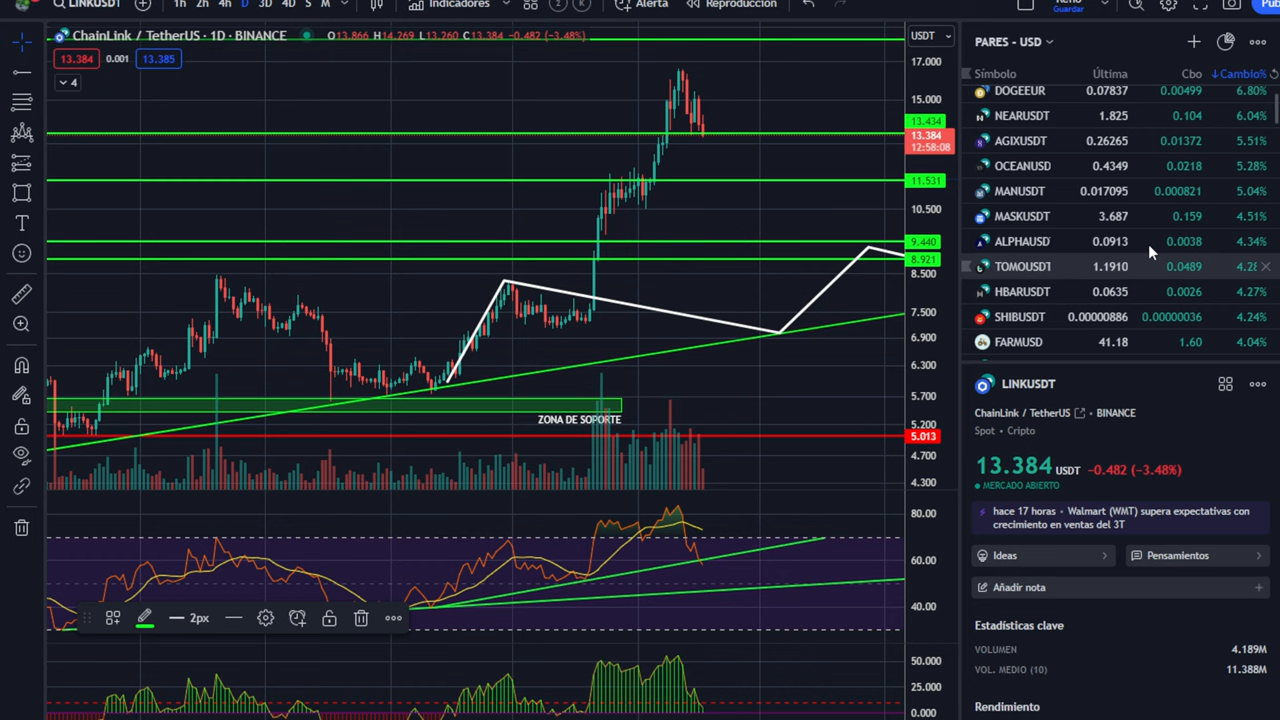 LINKUSDT
1h 2h 4h D 3D 4D S M
Indicadores
Alerta
Reproducción
Guardar
ChainLink / TetherUS · 1D · BINANCE O13.866 H14.269 L13.260 C13.384 −0.482 (−3.48%)
13.384 0.001 13.385
4
USDT
17.000
15.000
13.434
13.384
12:58:08
11.531
10.500
9.440
8.921
8.500
7.500
6.900
6.300
5.700
5.200
5.013
4.700
4.300
ZONA DE SOPORTE
80.00
60.00
40.00
2px
50.000
25.000
0.000
PARES - USD
Símbolo Última Cbo Cambio%
DOGEEUR 0.07837 0.00499 6.80%
NEARUSDT 1.825 0.104 6.04%
AGIXUSDT 0.26265 0.01372 5.51%
OCEANUSD 0.4349 0.0218 5.28%
MANUSDT 0.017095 0.000821 5.04%
MASKUSDT 3.687 0.159 4.51%
ALPHAUSD 0.0913 0.0038 4.34%
TOMOUSDT 1.1910 0.0489 4.28
HBARUSDT 0.0635 0.0026 4.27%
SHIBUSDT 0.00000886 0.00000036 4.24%
FARMUSD 41.18 1.60 4.04%
LINKUSDT
ChainLink / TetherUS • BINANCE
Spot • Cripto
13.384 USDT −0.482 (−3.48%)
MERCADO ABIERTO
hace 17 horas • Walmart (WMT) supera expectativas con
crecimiento en ventas del 3T
Ideas
Pensamientos
Añadir nota
Estadísticas clave
VOLUMEN 4.189M
VOL. MEDIO (10) 11.388M
Rendimiento